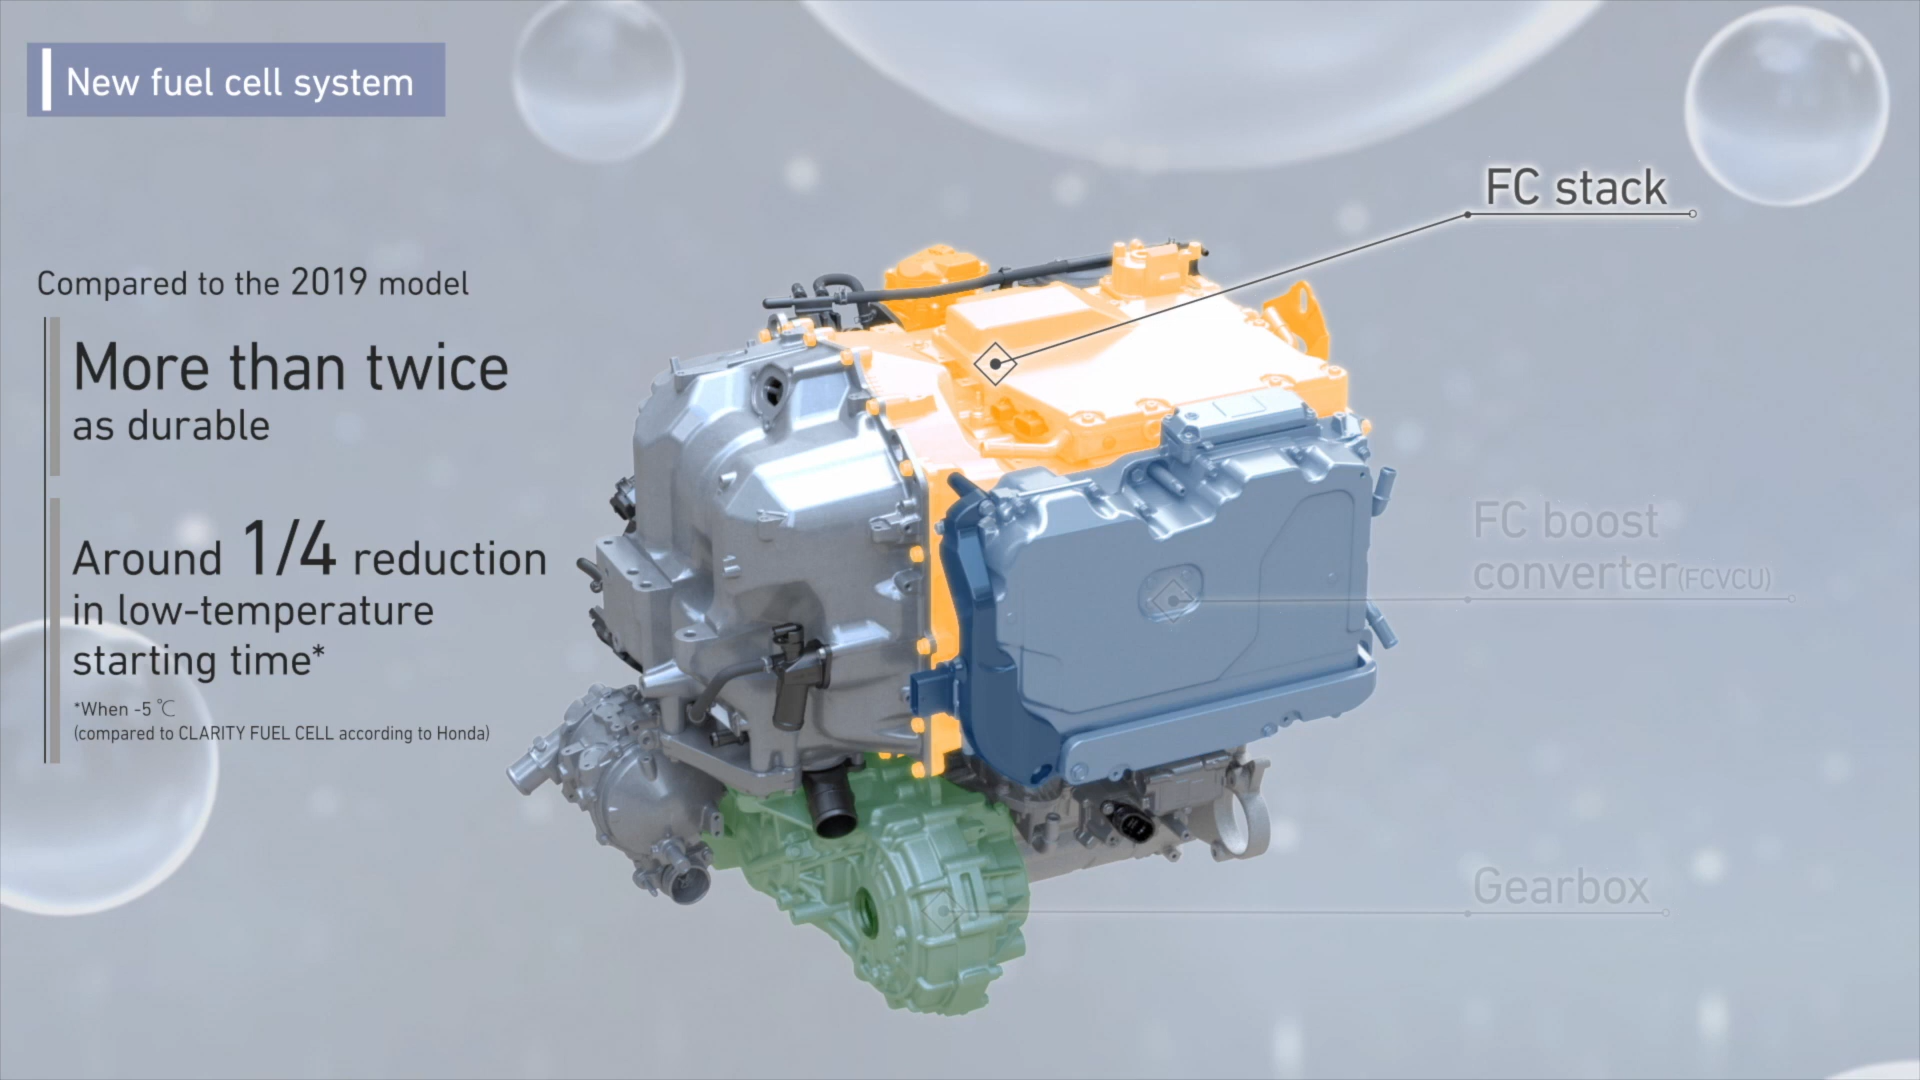 New fuel cell system
FC stack
Compared to the 2019 model
More than twice
as durable
FC boost
converter(FCVCU)
Around 1/4 reduction
in low-temperature
starting time*
*When -5 ℃
(compared to CLARITY FUEL CELL according to Honda)
Gearbox